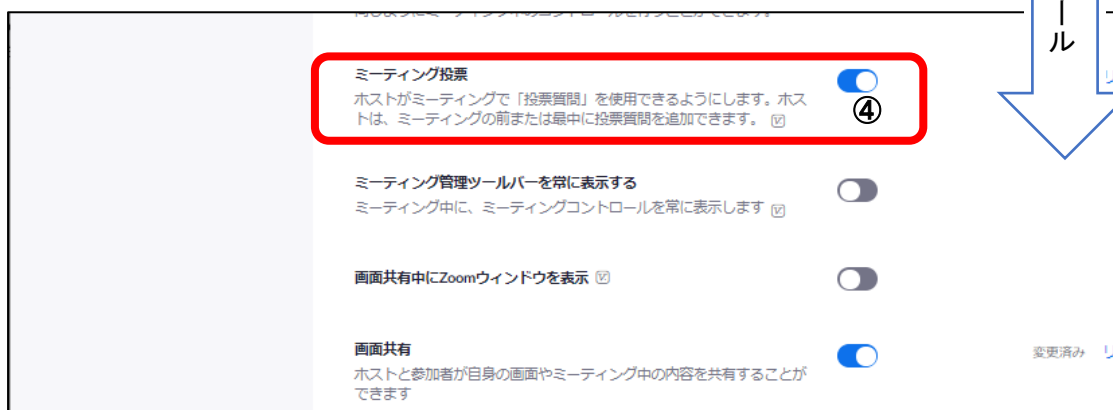 ール
ミーティング投票
リ
ホストがミーティングで「投票質問」を使用できるようにします。ホス
トは、ミーティングの前または最中に投票質問を追加できます。
④
ミーティング管理ツールバーを常に表示する
ミーティング中に、ミーティングコントロールを常に表示します
画面共有中にZoomウィンドウを表示
画面共有
変更済み リ
ホストと参加者が自身の画面やミーティング中の内容を共有することが
できます